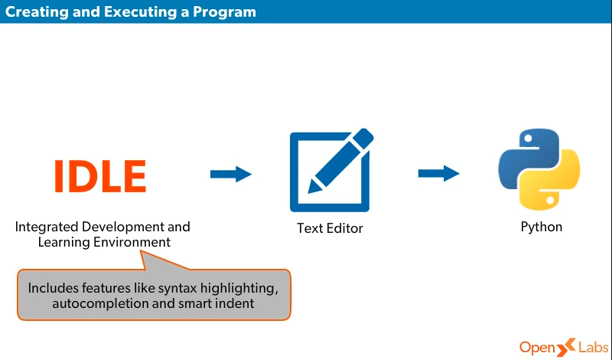 Creating and Executing a Program
IDLE
Integrated Development and
Learning Environment
Text Editor
Python
Includes features like syntax highlighting,
autocompletion and smart indent
Open X Labs